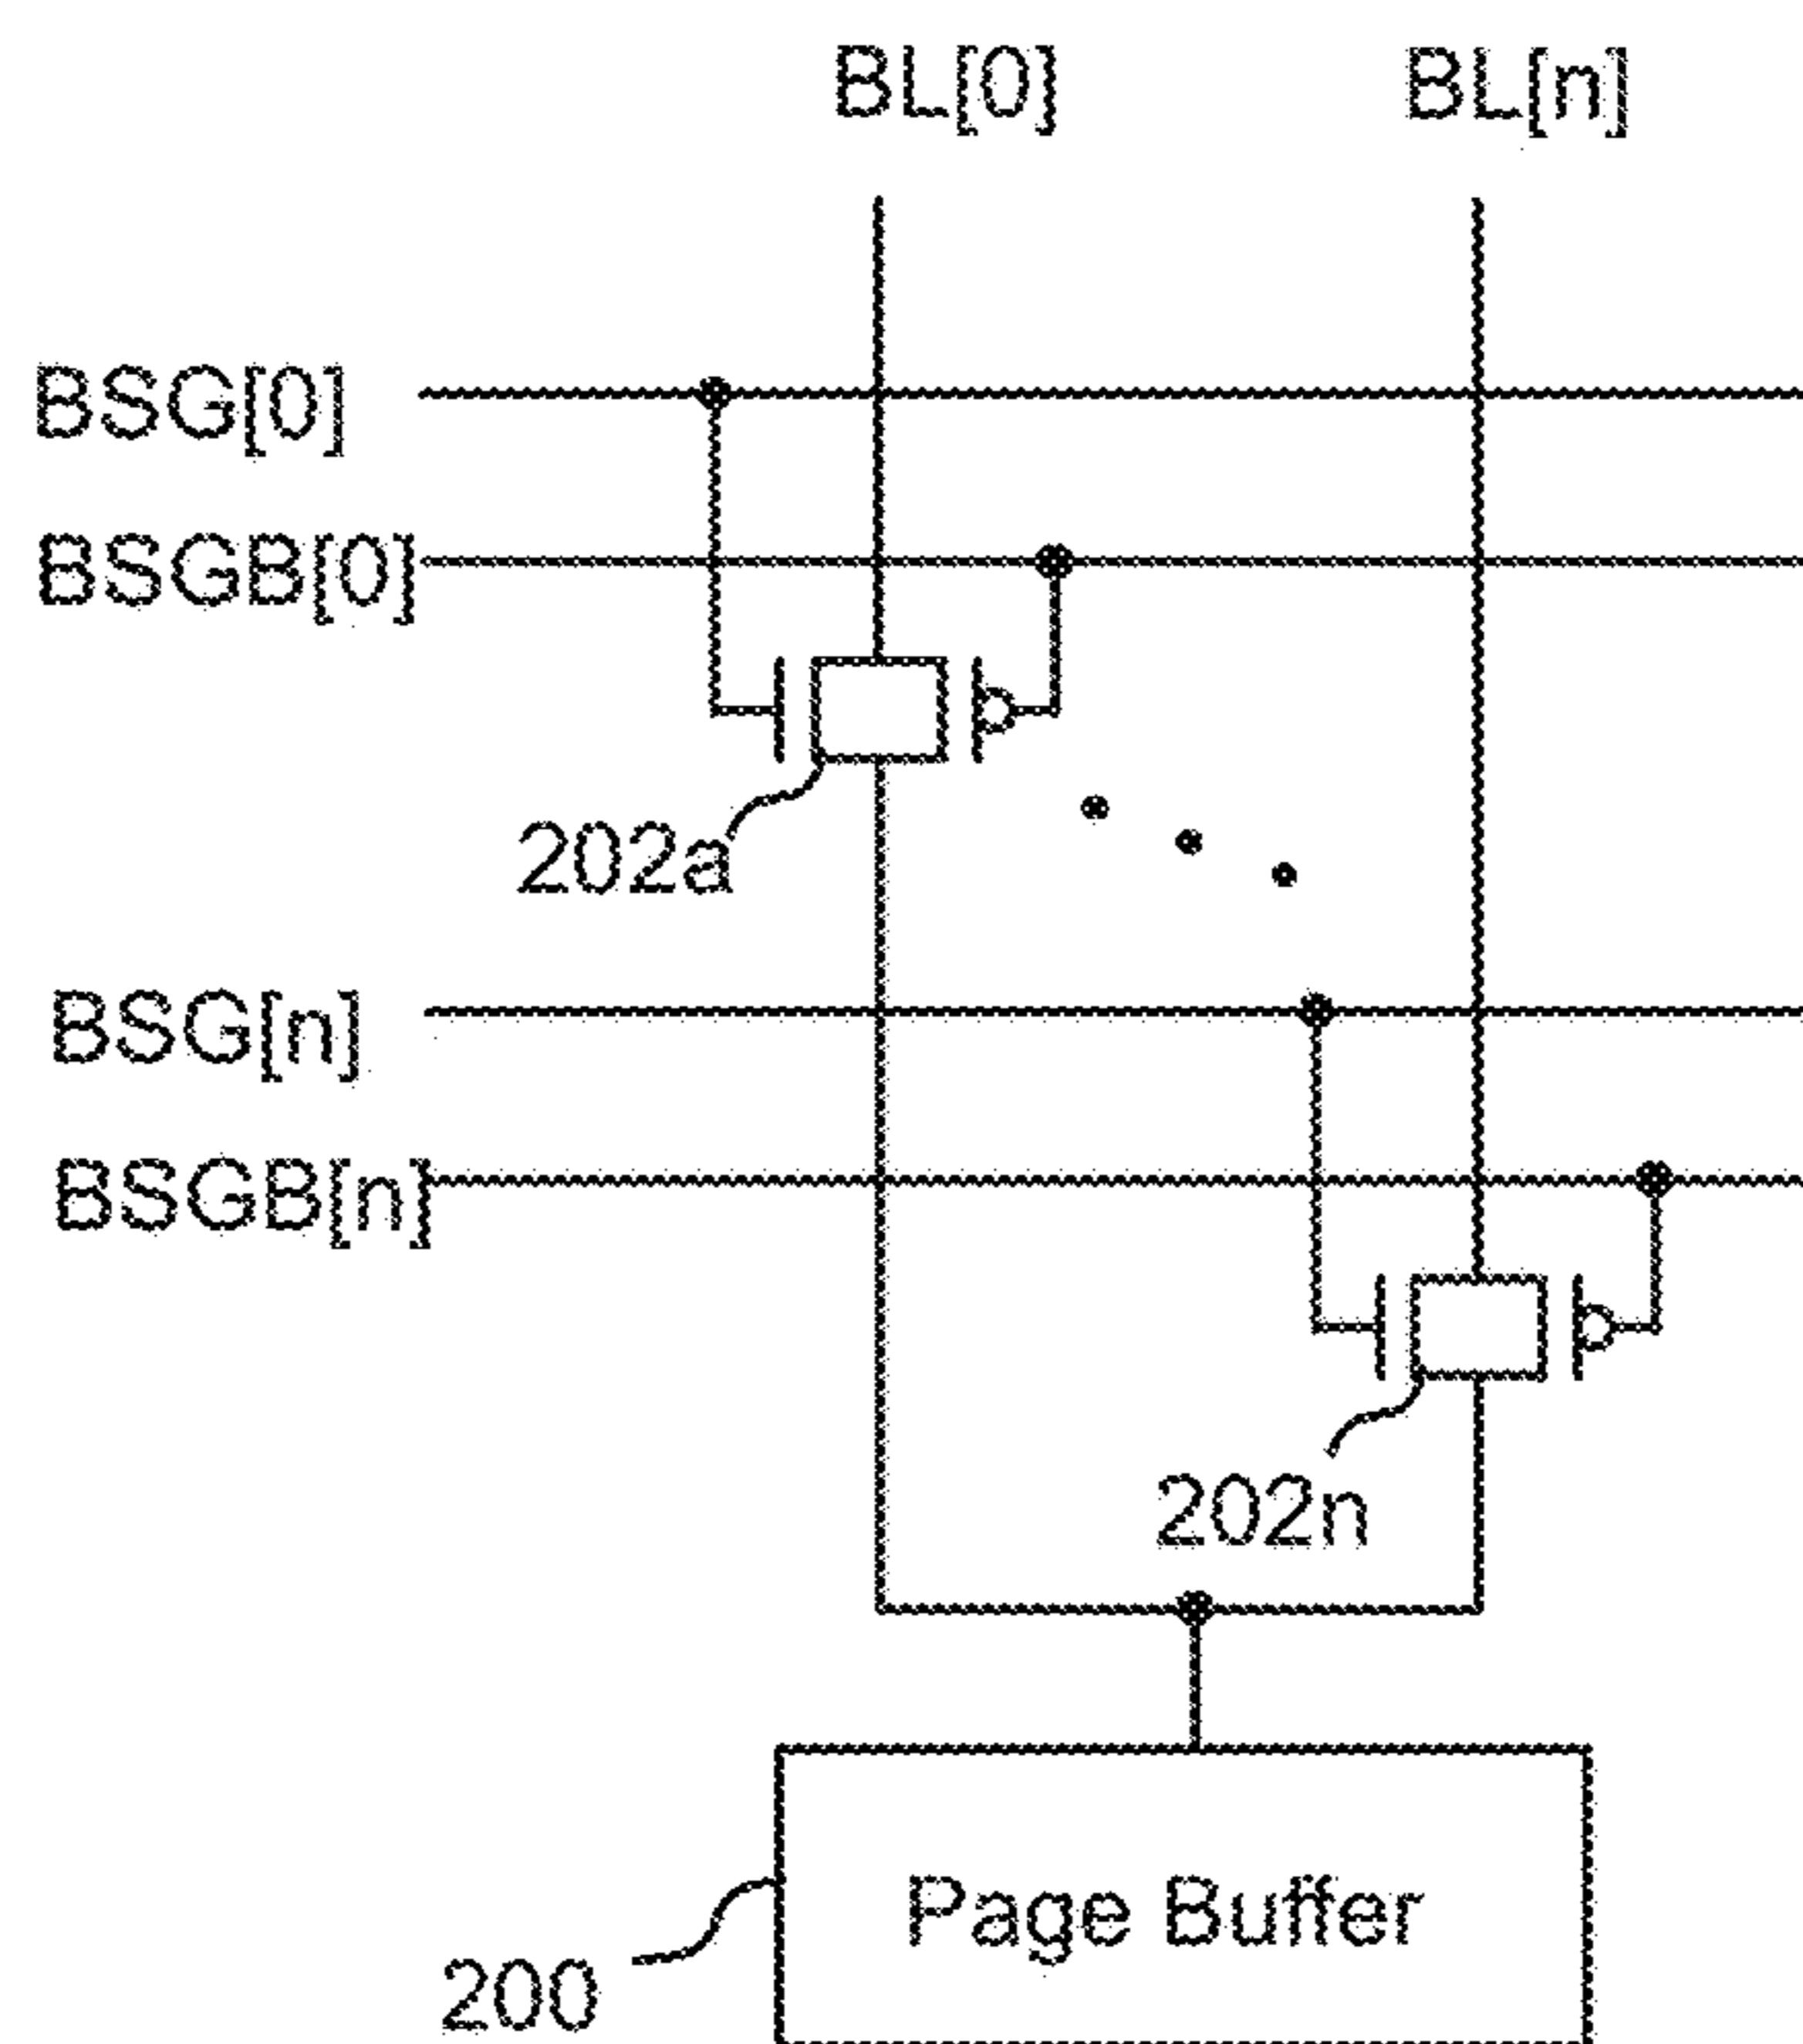 BL[0] BL[n]
BSG[0]
BSGB[0]
202a
BSG[n]
BSGB[n]
202n
Page Buffer
200